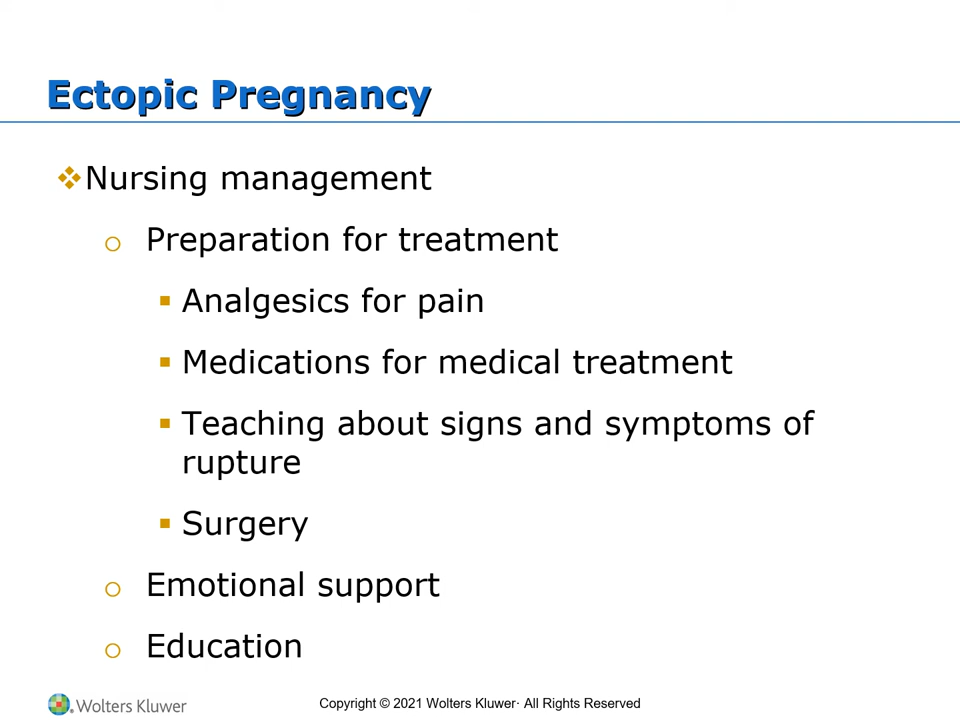 Ectopic Pregnancy
❖Nursing management
o Preparation for treatment
▪ Analgesics for pain
▪ Medications for medical treatment
▪ Teaching about signs and symptoms of
rupture
▪ Surgery
o Emotional support
o Education
Wolters Kluwer
Copyright © 2021 Wolters Kluwer· All Rights Reserved